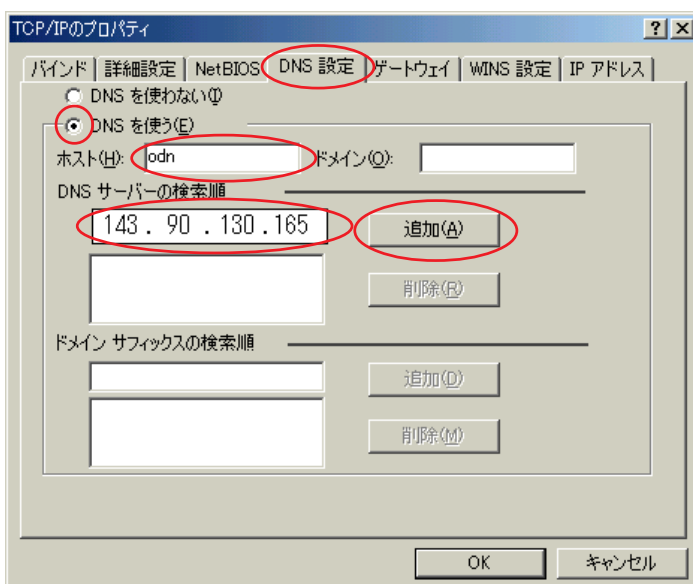 TCP/IPのプロパティ
バインド 詳細設定 NetBIOS DNS 設定 ゲートウェイ WINS 設定 IP アドレス
DNS を使わない(I)
DNS を使う(E)
ホスト(H): odn ドメイン(O):
DNS サーバーの検索順
143 . 90 . 130 . 165 追加(A)
削除(R)
ドメイン サフィックスの検索順
追加(D)
削除(M)
OK キャンセル